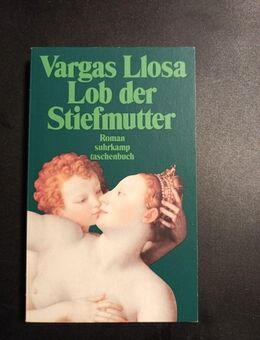 Vargas Llosa
Lob der
Stiefmutter
Roman
suhrkamp
taschenbuch